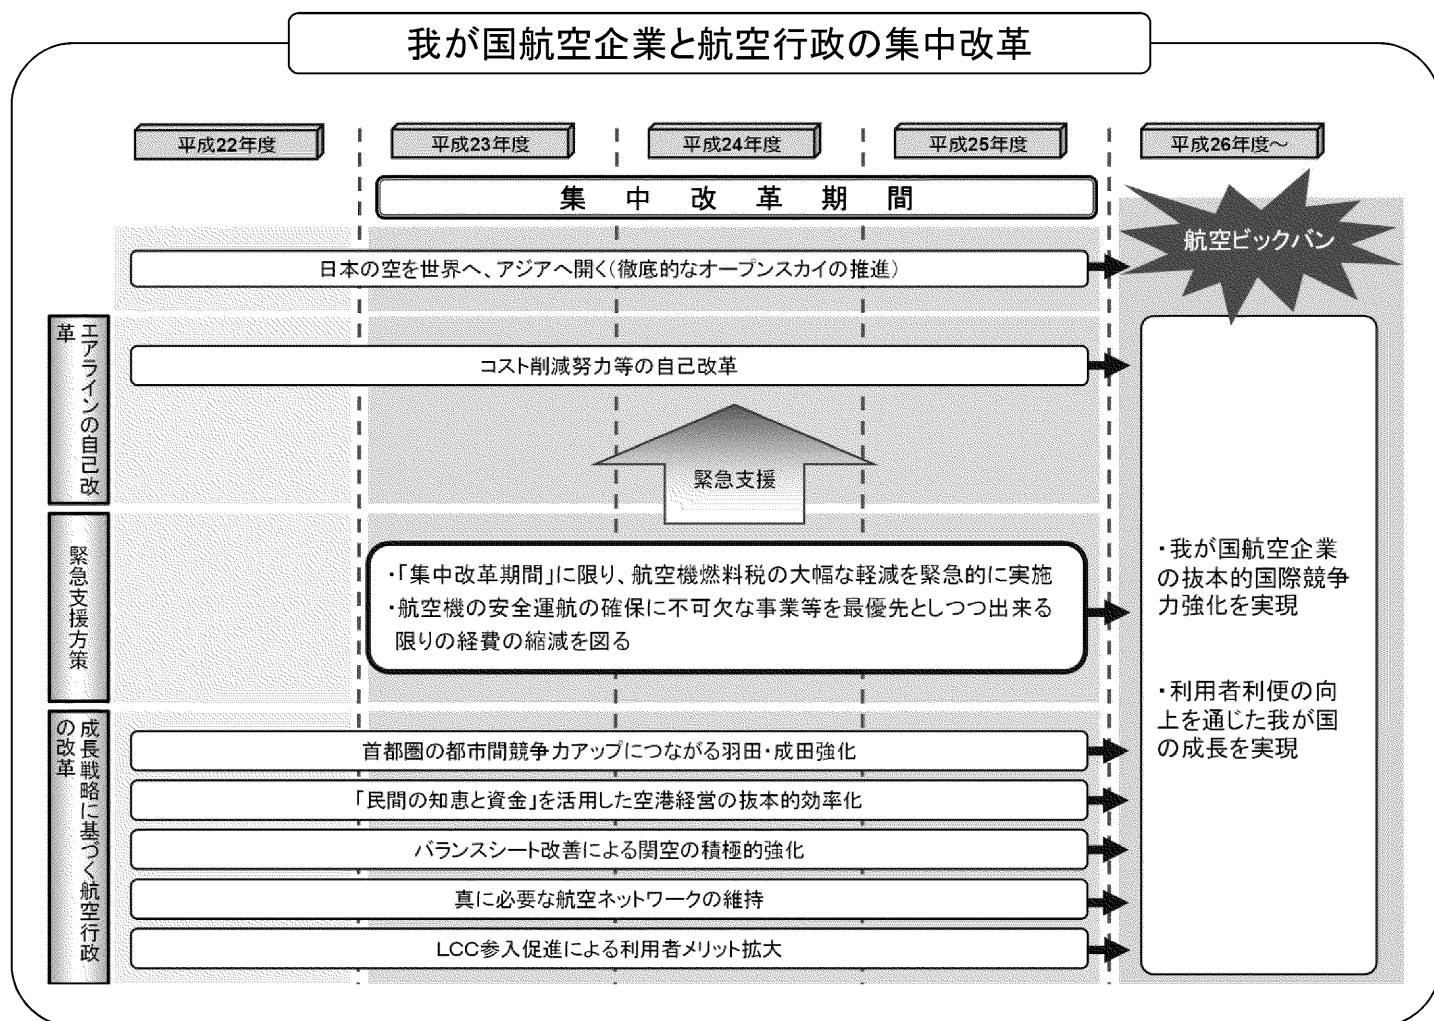 我が国航空企業と航空行政の集中改革
平成22年度
平成23年度
平成24年度
平成25年度
平成26年度～
集中改革期間
航空ビックバン
日本の空を世界へ、アジアへ開く（徹底的なオープンスカイの推進）
エアラインの自己改
革
コスト削減努力等の自己改革
緊急支援
緊急支援方策
・「集中改革期間」に限り、航空機燃料税の大幅な軽減を緊急的に実施
・航空機の安全運航の確保に不可欠な事業等を最優先としつつ出来る
限りの経費の縮減を図る
成長戦略に基づく航空行政
の改革
首都圏の都市間競争力アップにつながる羽田・成田強化
「民間の知恵と資金」を活用した空港経営の抜本的効率化
バランスシート改善による関空の積極的強化
真に必要な航空ネットワークの維持
LCC参入促進による利用者メリット拡大
・我が国航空企業
の抜本的国際競争
力強化を実現
・利用者利便の向
上を通じた我が国
の成長を実現